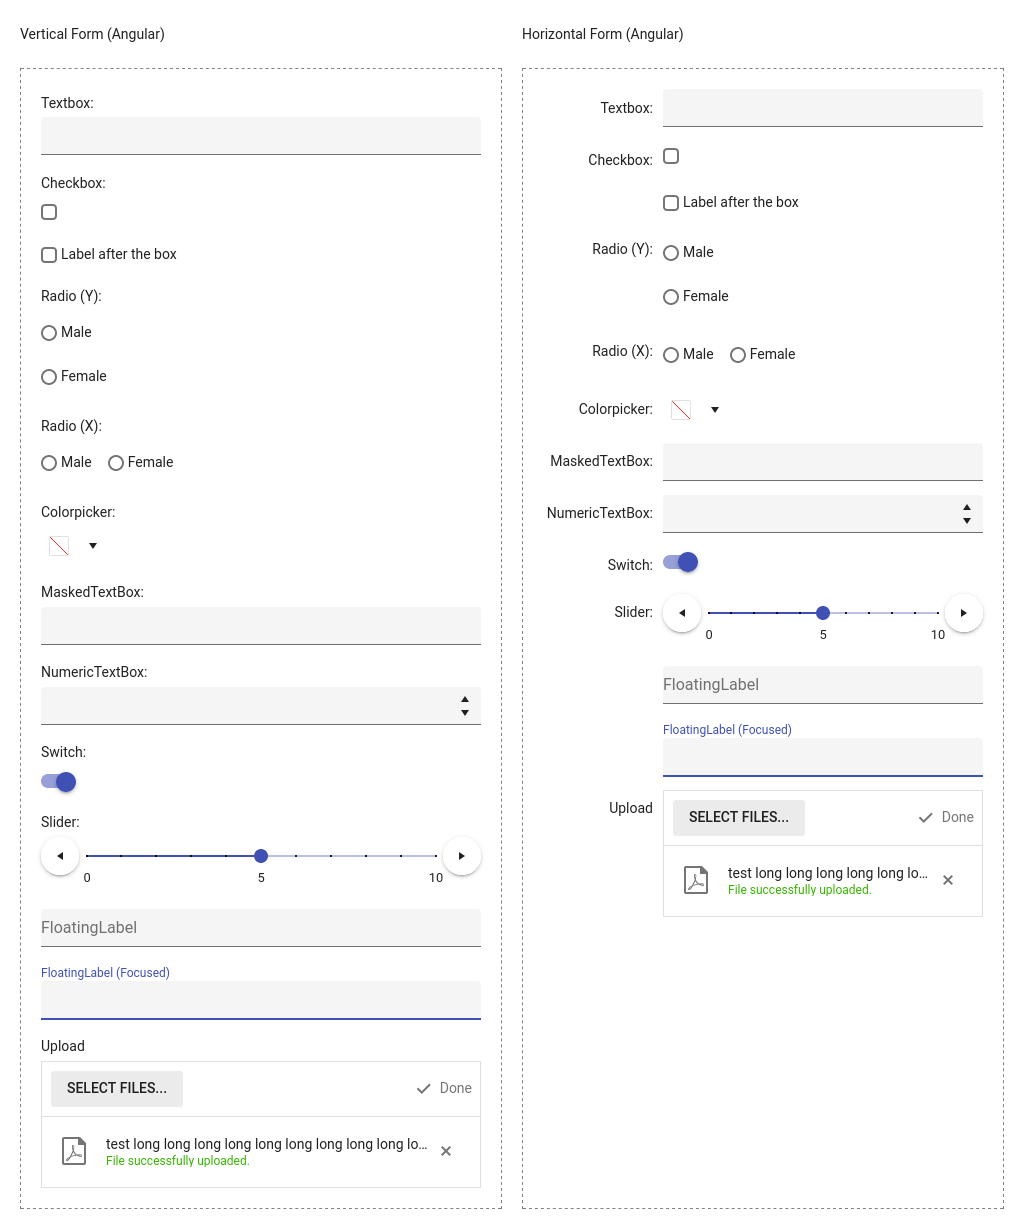 Vertical Form (Angular)
Textbox:
Checkbox:
Label after the box
Radio (Y):
Male
Female
Radio (X):
Male Female
Colorpicker:
MaskedTextBox:
NumericTextBox:
Switch:
Slider:
0 5 10
FloatingLabel
FloatingLabel (Focused)
Upload
SELECT FILES... Done
test long long long long long long long long long lo...
File successfully uploaded.
Horizontal Form (Angular)
Textbox:
Checkbox:
Label after the box
Radio (Y): Male
Female
Radio (X): Male Female
Colorpicker:
MaskedTextBox:
NumericTextBox:
Switch:
Slider:
0 5 10
FloatingLabel
FloatingLabel (Focused)
Upload SELECT FILES... Done
test long long long long long lo...
File successfully uploaded.